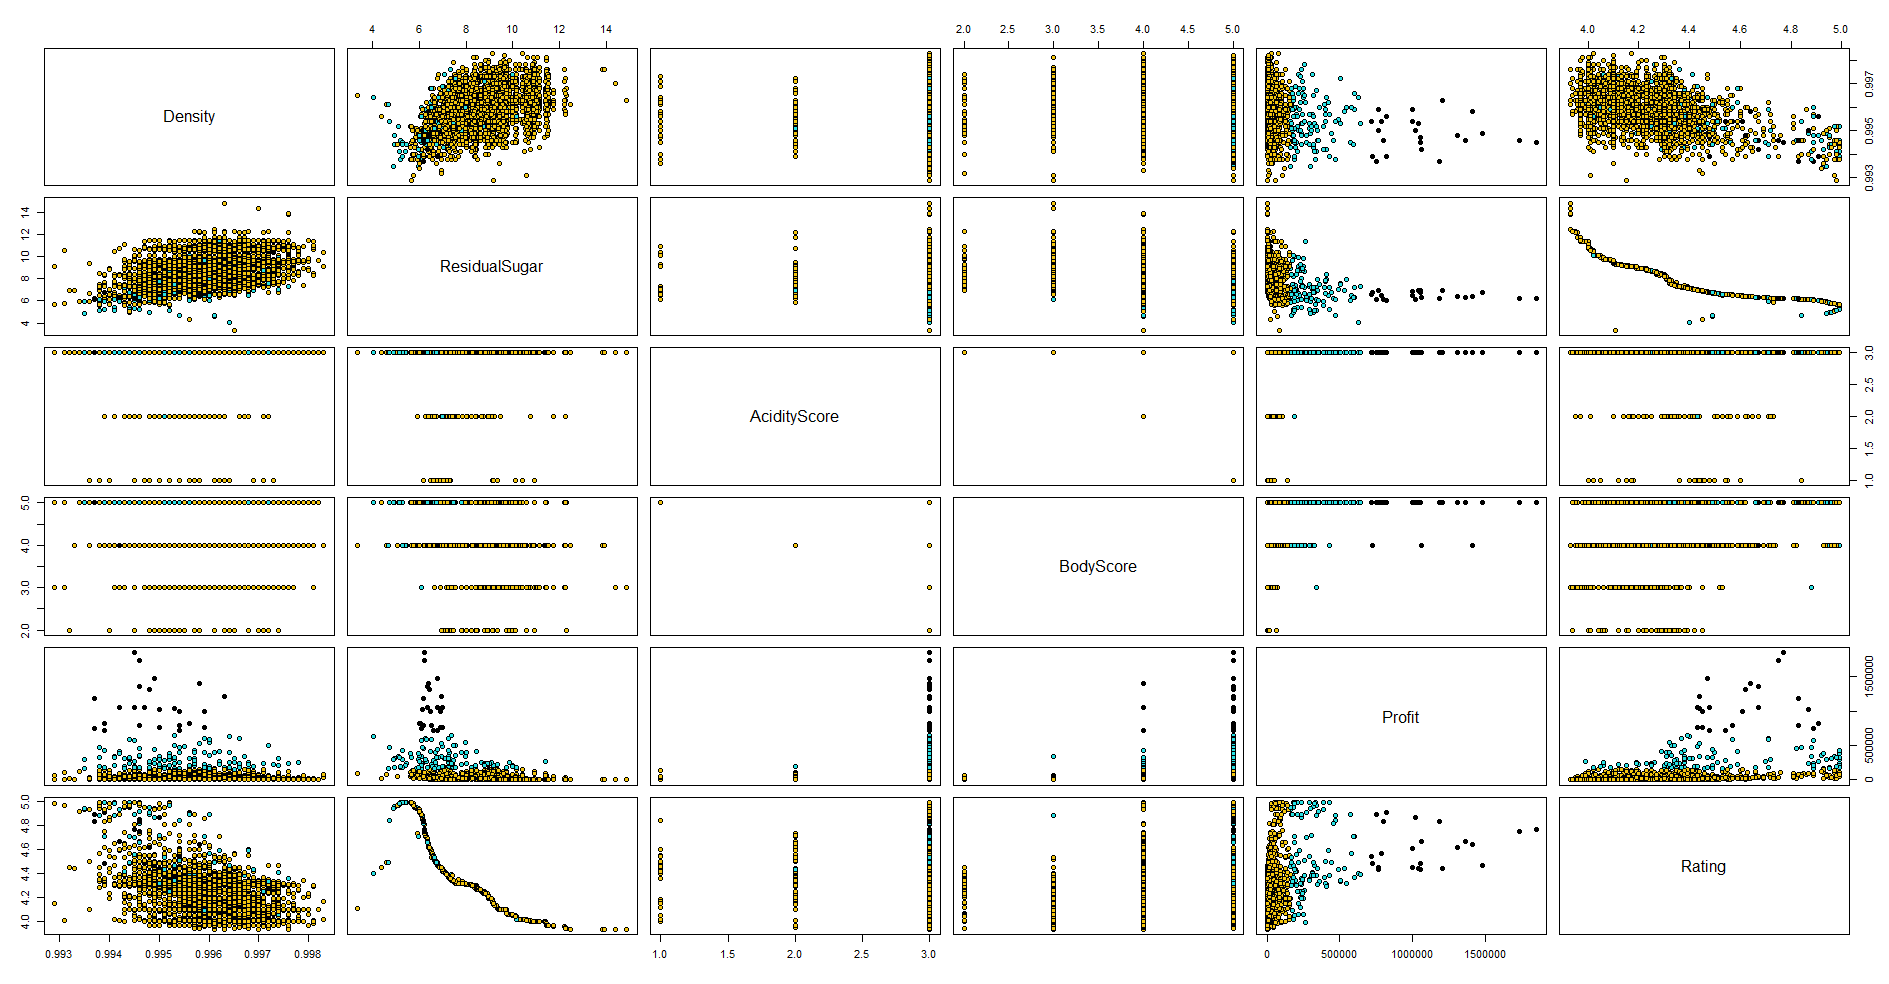 4 6 8 10 12 14 2.0 2.5 3.0 3.5 4.0 4.5 5.0 4.0 4.2 4.4 4.6 4.8 5.0
Density
0.993 0.995 0.997
ResidualSugar
4 6 8 10 12 14
AcidityScore
1.0 1.5 2.0 2.5 3.0
BodyScore
2.0 3.0 4.0 5.0
Profit
0 500000 1500000
Rating
4.0 4.2 4.4 4.6 4.8 5.0
0.993 0.994 0.995 0.996 0.997 0.998 1.0 1.5 2.0 2.5 3.0 0 500000 1000000 1500000